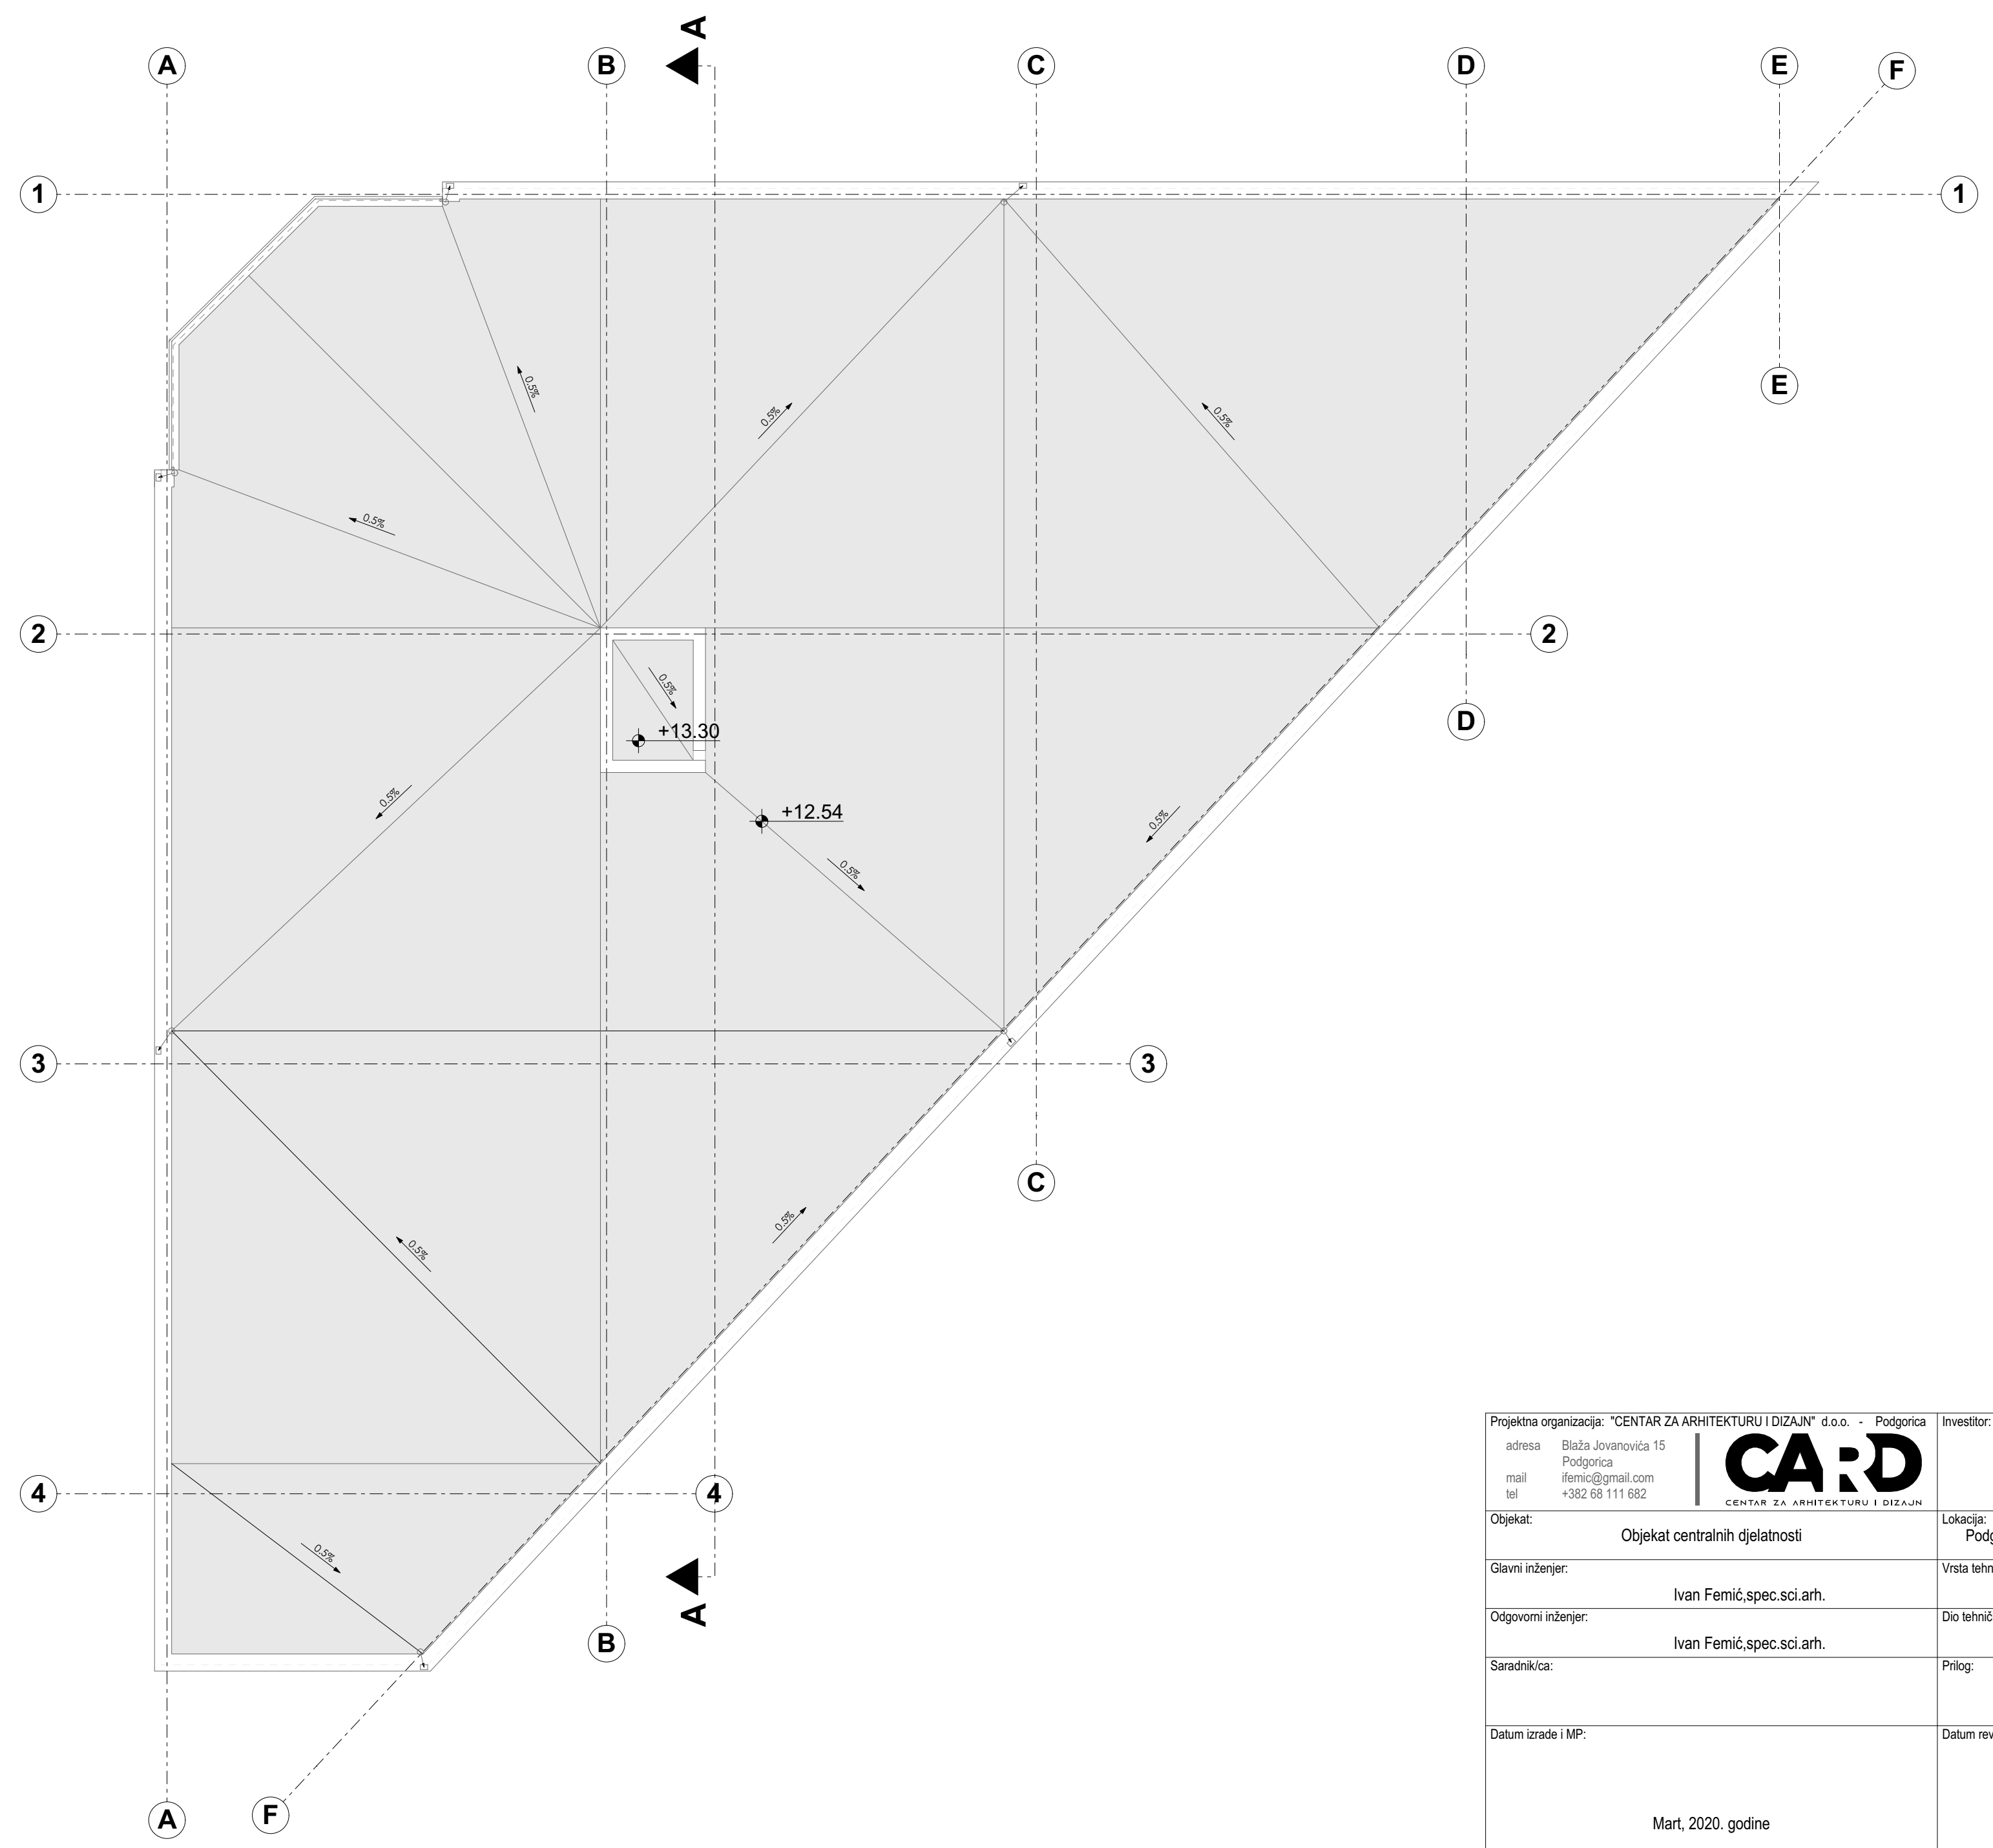 A
A
B
C
D
E
F
1
1
E
0.5%
0.5%
0.5%
0.5%
2
2
0.5%
D
+13.30
0.5%
+12.54
0.5%
0.5%
3
3
C
0.5%
0.5%
4
4
0.5%
A
B
A
F
Projektna organizacija: "CENTAR ZA ARHITEKTURU I DIZAJN" d.o.o. - Podgorica
Investitor:
adresa Blaža Jovanovića 15
Podgorica
mail ifemic@gmail.com
tel +382 68 111 682
CARD
CENTAR ZA ARHITEKTURU I DIZAJN
Objekat:
Objekat centralnih djelatnosti
Lokacija:
Glavni inženjer:
Ivan Femić,spec.sci.arh.
Vrsta
Odgovorni inženjer:
Ivan Femić,spec.sci.arh.
Dio
Saradnik/ca:
Prilog:
Datum izrade i MP:
Datum
Mart, 2020. godine